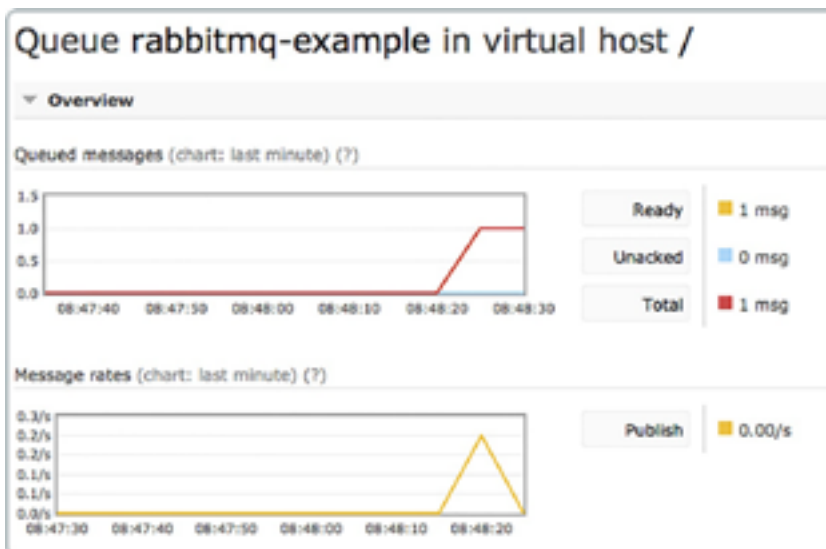 Queue rabbitmq-example in virtual host /
Overview
Queued messages (chart: last minute) (?)
1.5
1.0
0.5
0.0
08:47:40 08:47:50 08:48:00 08:48:10 08:48:20 08:48:30
Ready 1 msg
Unacked 0 msg
Total 1 msg
Message rates (chart: last minute) (?)
0.3/s
0.2/s
0.2/s
0.1/s
0.1/s
0.0/s
08:47:30 08:47:40 08:47:50 08:48:00 08:48:10 08:48:20
Publish 0.00/s